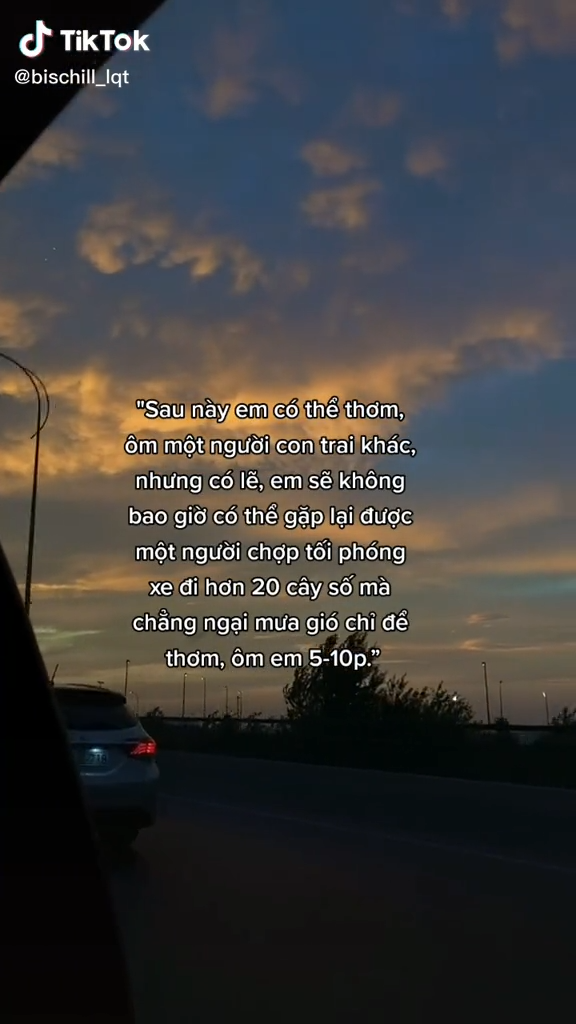 TikTok
@bischill_lqt
"Sau này em có thể thơm,
ôm một người con trai khác,
nhưng có lẽ, em sẽ không
bao giờ có thể gặp lại được
một người chợp tối phóng
xe đi hơn 20 cây số mà
chẳng ngại mưa gió chỉ để
thơm, ôm em 5-10p.”